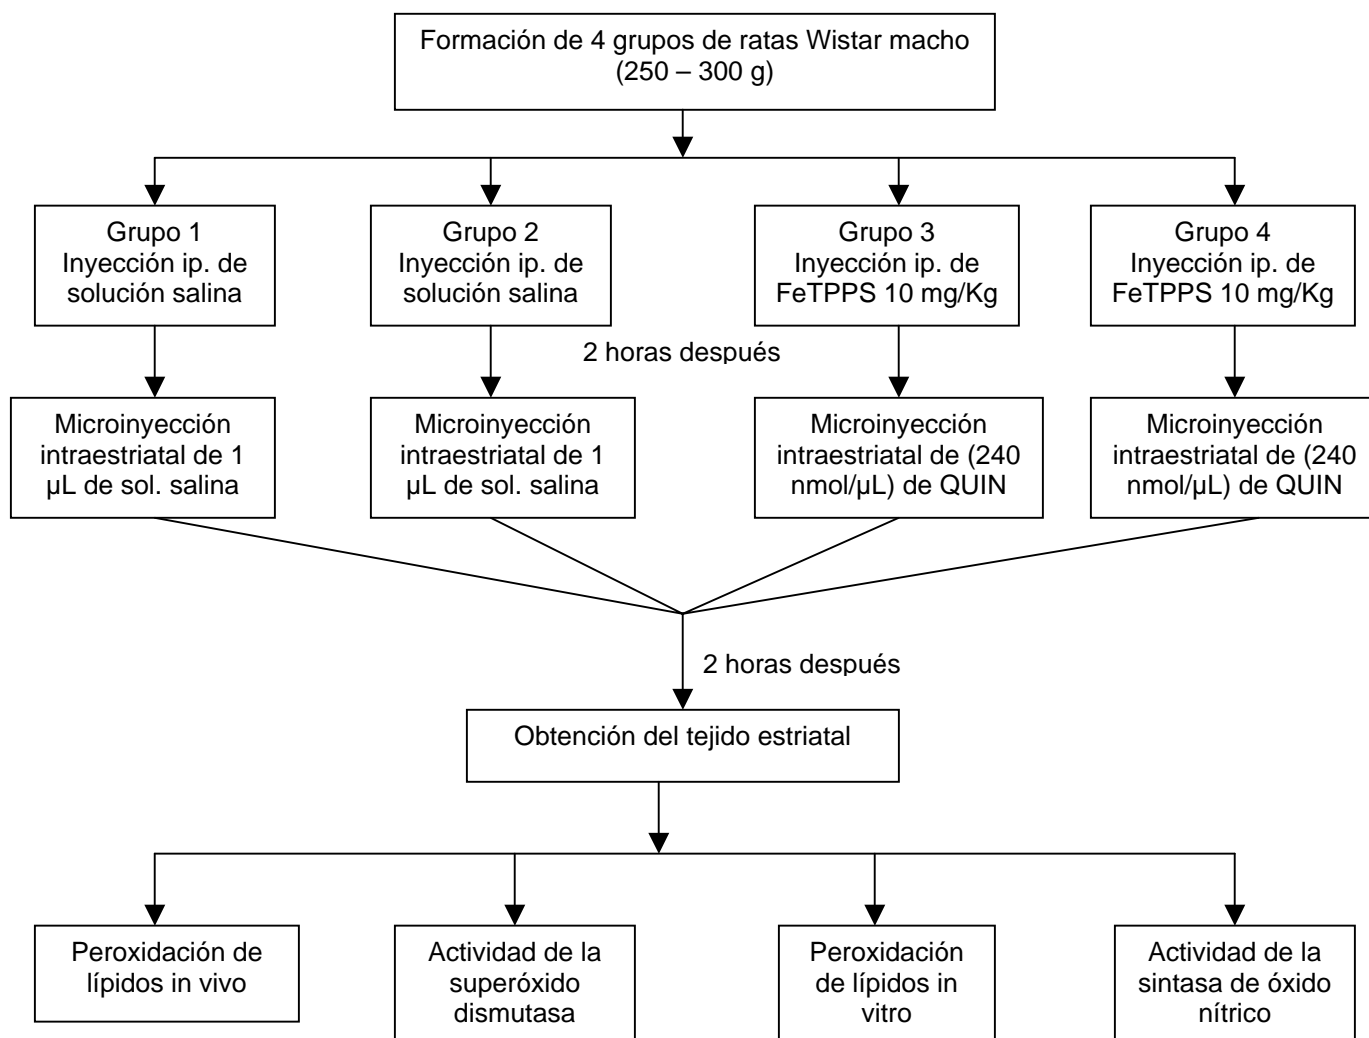 Formación de 4 grupos de ratas Wistar macho
(250 – 300 g)
Grupo 1
Inyección ip. de
solución salina
Grupo 2
Inyección ip. de
solución salina
Grupo 3
Inyección ip. de
FeTPPS 10 mg/Kg
Grupo 4
Inyección ip. de
FeTPPS 10 mg/Kg
2 horas después
Microinyección
intraestriatal de 1
µL de sol. salina
Microinyección
intraestriatal de 1
µL de sol. salina
Microinyección
intraestriatal de (240
nmol/µL) de QUIN
Microinyección
intraestriatal de (240
nmol/µL) de QUIN
2 horas después
Obtención del tejido estriatal
Peroxidación de
lípidos in vivo
Actividad de la
superóxido
dismutasa
Peroxidación
de lípidos in
vitro
Actividad de la
sintasa de óxido
nítrico